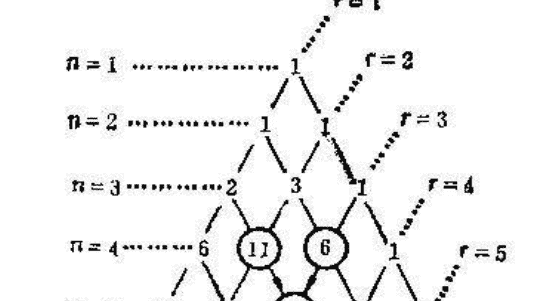 r = 1
n = 1 1 r = 2
n = 2 1 1 r = 3
n = 3 2 3 1 r = 4
n = 4 6 11 6 1 r = 5